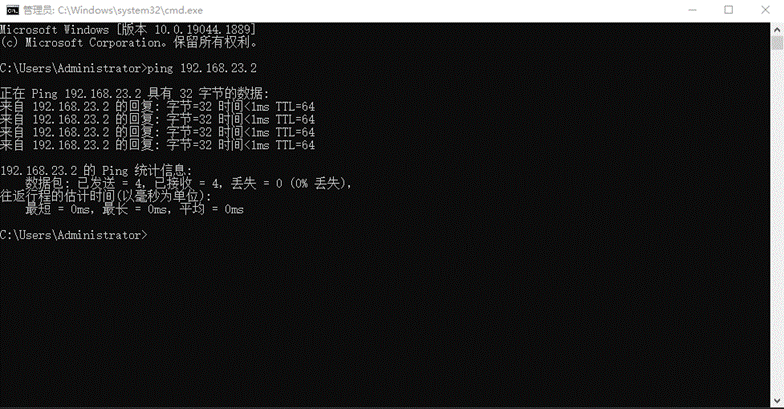 管理员: C:\Windows\system32\cmd.exe
Microsoft Windows [版本 10.0.19044.1889]
(c) Microsoft Corporation。保留所有权利。
C:\Users\Administrator>ping 192.168.23.2
正在 Ping 192.168.23.2 具有 32 字节的数据:
来自 192.168.23.2 的回复: 字节=32 时间<1ms TTL=64
来自 192.168.23.2 的回复: 字节=32 时间<1ms TTL=64
来自 192.168.23.2 的回复: 字节=32 时间<1ms TTL=64
来自 192.168.23.2 的回复: 字节=32 时间<1ms TTL=64
192.168.23.2 的 Ping 统计信息:
数据包: 已发送 = 4，已接收 = 4，丢失 = 0 (0% 丢失)，
往返行程的估计时间(以毫秒为单位):
最短 = 0ms，最长 = 0ms，平均 = 0ms
C:\Users\Administrator>